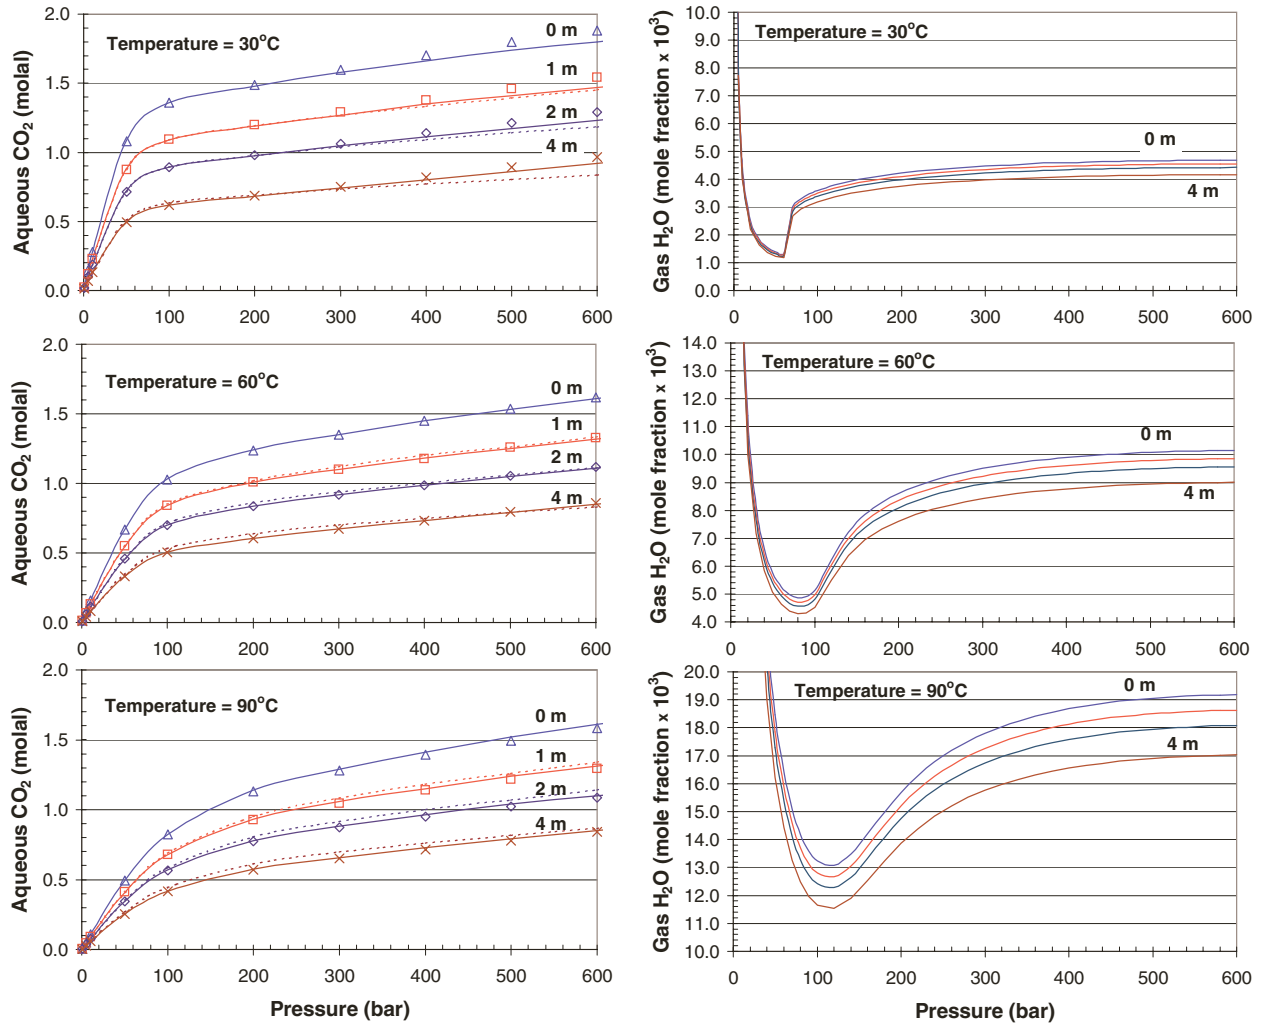 Aqueous CO2 (molal)
2.0
1.5
1.0
0.5
0.0
Temperature = 30°C
0 m
1 m
2 m
4 m
0 100 200 300 400 500 600
Gas H2O (mole fraction x 10³)
10.0
9.0
8.0
7.0
6.0
5.0
4.0
3.0
2.0
1.0
0.0
Temperature = 30°C
0 m
4 m
0 100 200 300 400 500 600
Aqueous CO2 (molal)
2.0
1.5
1.0
0.5
0.0
Temperature = 60°C
0 m
1 m
2 m
4 m
0 100 200 300 400 500 600
Gas H2O (mole fraction x 10³)
14.0
13.0
12.0
11.0
10.0
9.0
8.0
7.0
6.0
5.0
4.0
Temperature = 60°C
0 m
4 m
0 100 200 300 400 500 600
Aqueous CO2 (molal)
2.0
1.5
1.0
0.5
0.0
Temperature = 90°C
0 m
1 m
2 m
4 m
0 100 200 300 400 500 600
Pressure (bar)
Gas H2O (mole fraction x 10³)
20.0
19.0
18.0
17.0
16.0
15.0
14.0
13.0
12.0
11.0
10.0
Temperature = 90°C
0 m
4 m
0 100 200 300 400 500 600
Pressure (bar)